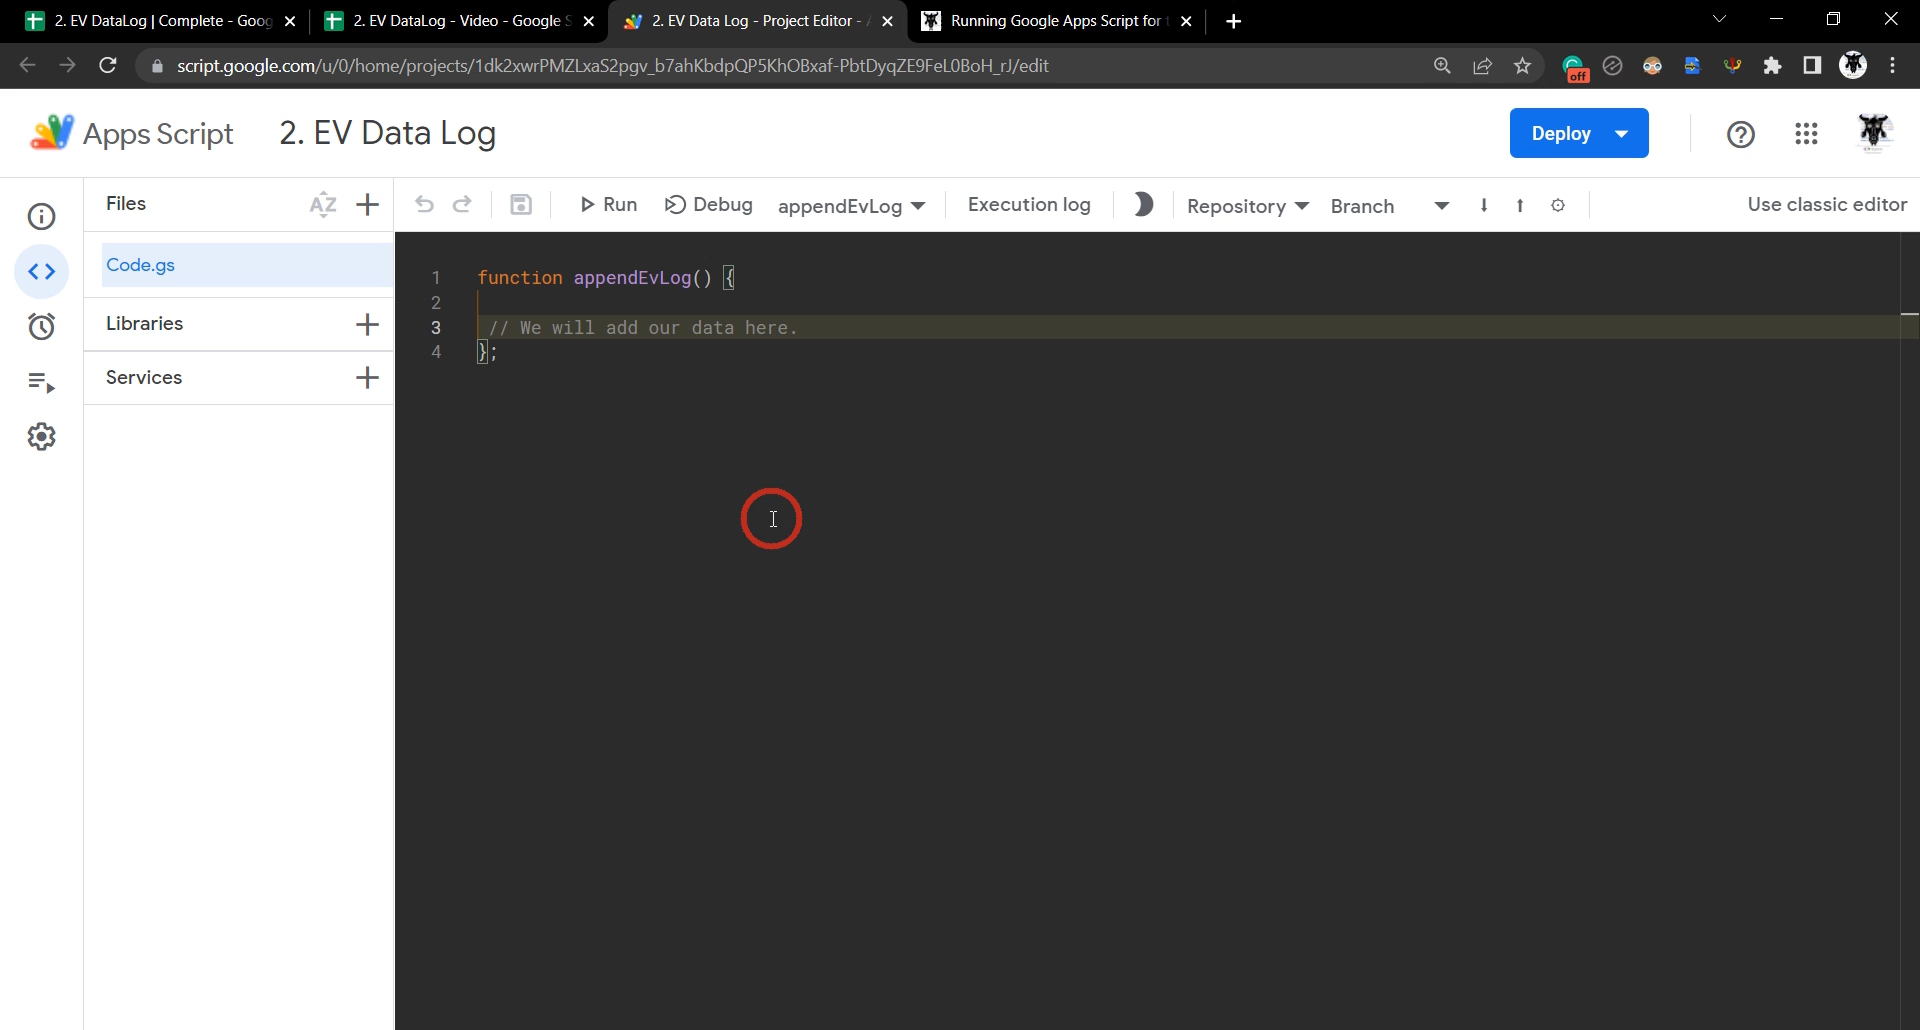 2. EV DataLog | Complete - Goog
2. EV DataLog - Video - Google S
2. EV Data Log - Project Editor - A
Running Google Apps Script for t
script.google.com/u/0/home/projects/1dk2xwrPMZLxaS2pgv_b7ahKbdpQP5KhOBxaf-PbtDyqZE9FeL0BoH_rJ/edit
off
Apps Script
2. EV Data Log
Deploy
Files
AZ
Run
Debug
appendEvLog
Execution log
Repository
Branch
Use classic editor
Code.gs
Libraries
Services
1 function appendEvLog() {
2
3 // We will add our data here.
4 };